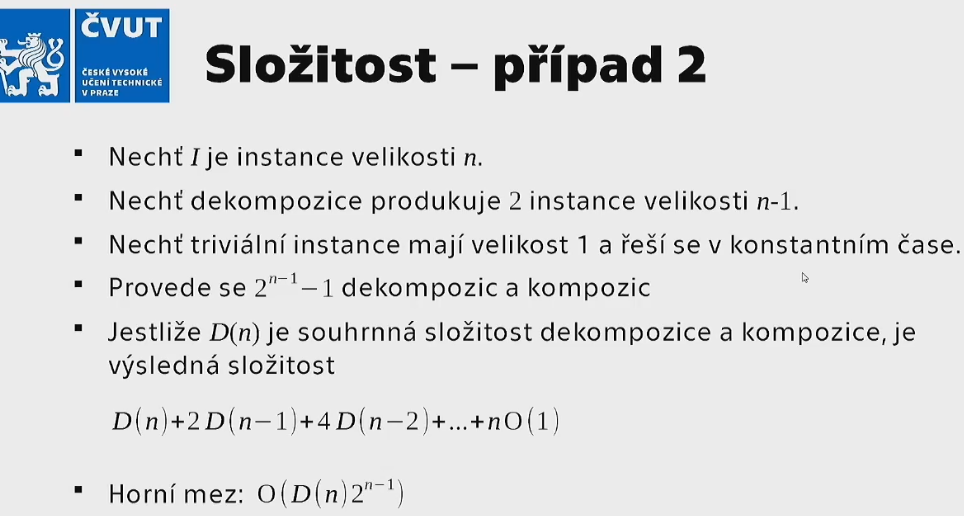 ČVUT
ČESKÉ VYSOKÉ
UČENÍ TECHNICKÉ
V PRAZE
Složitost – případ 2
▪ Nechť I je instance velikosti n.
▪ Nechť dekompozice produkuje 2 instance velikosti n-1.
▪ Nechť triviální instance mají velikost 1 a řeší se v konstantním čase.
▪ Provede se 2^{n−1}−1 dekompozic a kompozic
▪ Jestliže D(n) je souhrnná složitost dekompozice a kompozice, je
výsledná složitost
D(n)+2D(n−1)+4D(n−2)+...+nO(1)
▪ Horní mez: O(D(n)2^{n−1})